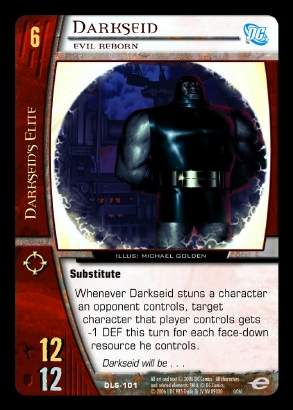 6
DARKSEID
EVIL REBORN
DC
DARKSEID'S ELITE
ILLUS: MICHAEL GOLDEN
Substitute
Whenever Darkseid stuns a character
an opponent controls, target
character that player controls gets
-1 DEF this turn for each face-down
resource he controls.
Darkseid will be . . .
12
12
DLS-101